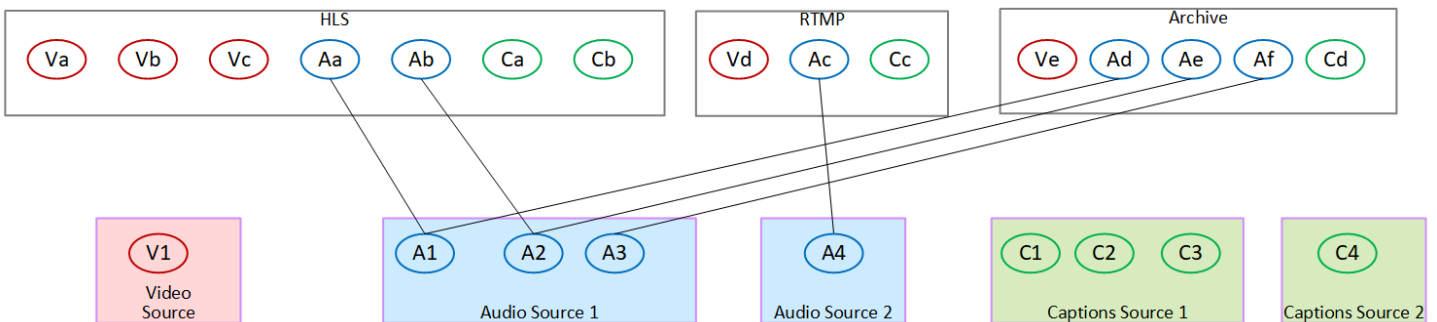 HLS
Va Vb Vc Aa Ab Ca Cb
RTMP
Vd Ac Cc
Archive
Ve Ad Ae Af Cd
V1
Video
Source
A1 A2 A3
Audio Source 1
A4
Audio Source 2
C1 C2 C3
Captions Source 1
C4
Captions Source 2